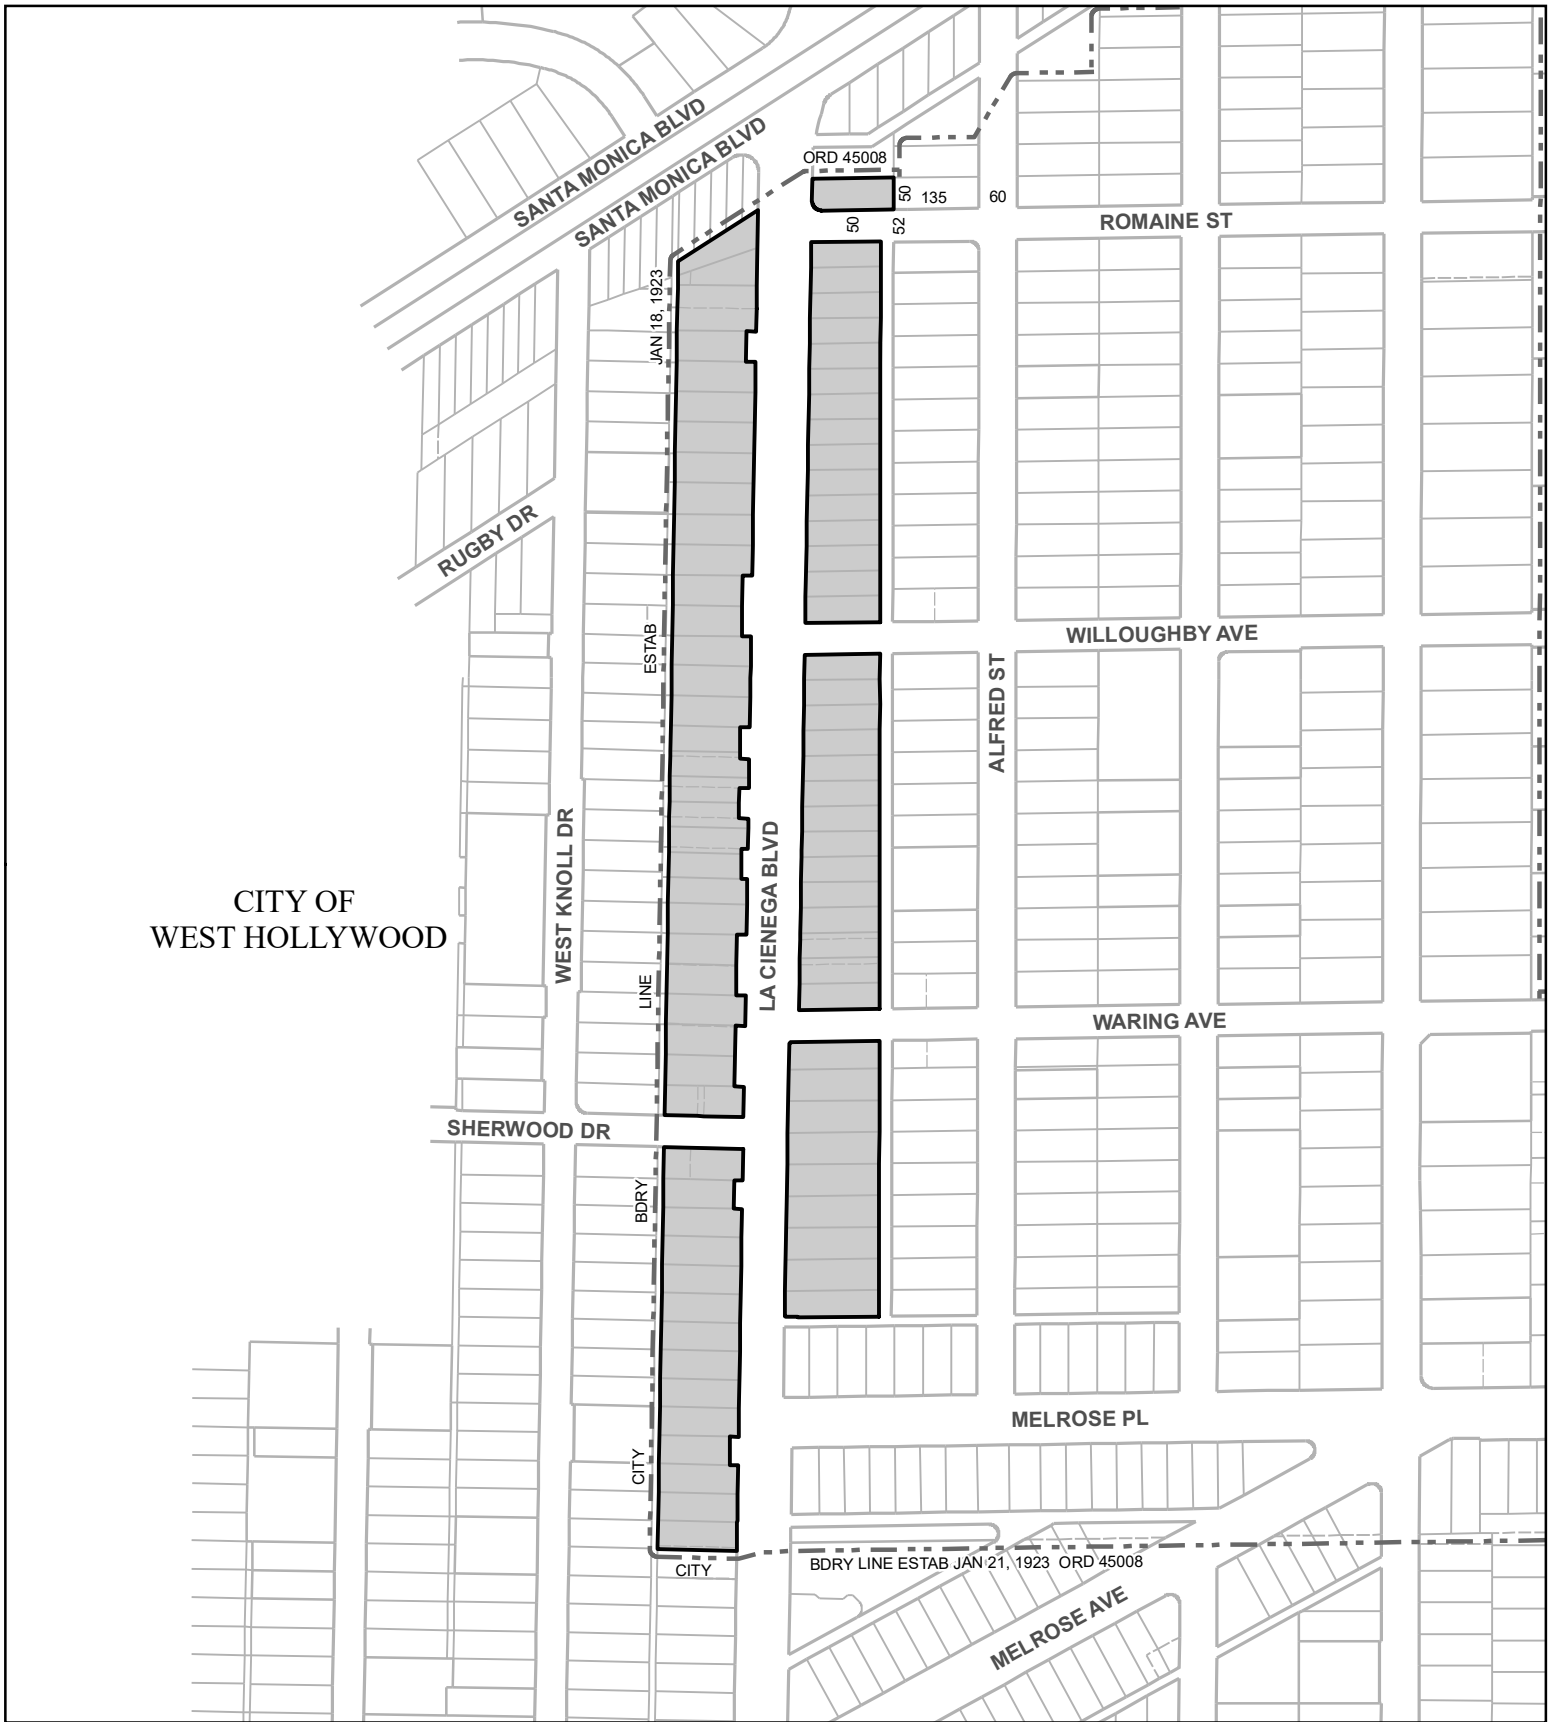 SANTA MONICA BLVD
SANTA MONICA BLVD
ORD 45008
50
135
60
50
52
ROMAINE ST
JAN 18, 1923
RUGBY DR
ESTAB
WILLOUGHBY AVE
ALFRED ST
WEST KNOLL DR
LA CIENEGA BLVD
CITY OF
WEST HOLLYWOOD
LINE
WARING AVE
SHERWOOD DR
BDRY
MELROSE PL
CITY
CITY
BDRY LINE ESTAB JAN 21, 1923 ORD 45008
MELROSE AVE